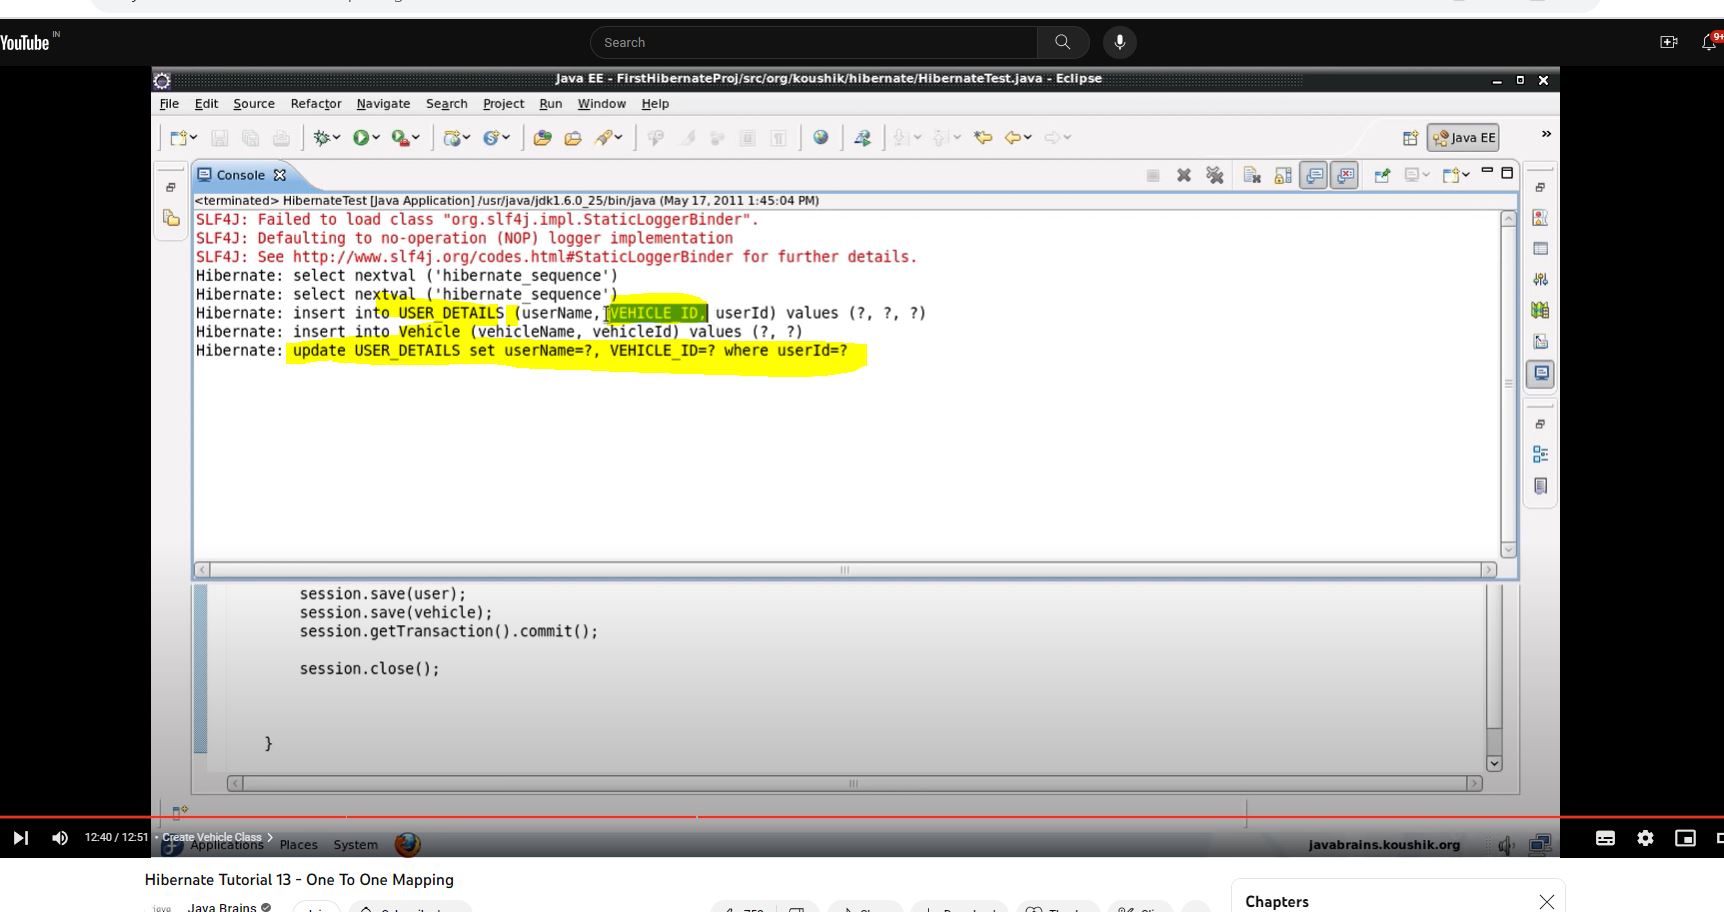 YouTube IN
Search
9+
Java EE - FirstHibernateProj/src/org/koushik/hibernate/HibernateTest.java - Eclipse
File Edit Source Refactor Navigate Search Project Run Window Help
Java EE
Console
<terminated> HibernateTest [Java Application] /usr/java/jdk1.6.0_25/bin/java (May 17, 2011 1:45:04 PM)
SLF4J: Failed to load class "org.slf4j.impl.StaticLoggerBinder".
SLF4J: Defaulting to no-operation (NOP) logger implementation
SLF4J: See http://www.slf4j.org/codes.html#StaticLoggerBinder for further details.
Hibernate: select nextval ('hibernate_sequence')
Hibernate: select nextval ('hibernate_sequence')
Hibernate: insert into USER_DETAILS (userName, VEHICLE_ID, userId) values (?, ?, ?)
Hibernate: insert into Vehicle (vehicleName, vehicleId) values (?, ?)
Hibernate: update USER_DETAILS set userName=?, VEHICLE_ID=? where userId=?
session.save(user);
session.save(vehicle);
session.getTransaction().commit();
session.close();
}
12:40 / 12:51 • Create Vehicle Class
Applications Places System
javabrains.koushik.org
Hibernate Tutorial 13 - One To One Mapping
Java Brains
Chapters